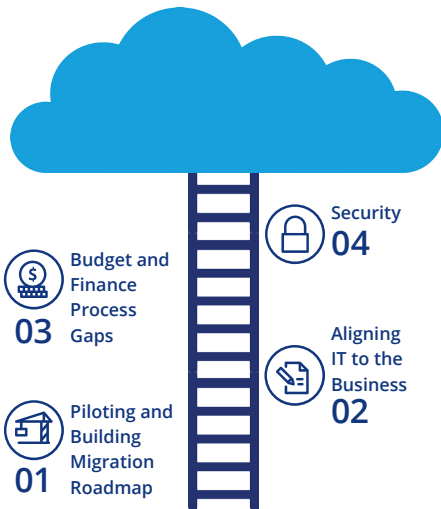 Security
04
Budget and
Finance
Process
Gaps
03
Aligning
IT to the
Business
02
Piloting and
Building
Migration
Roadmap
01
$